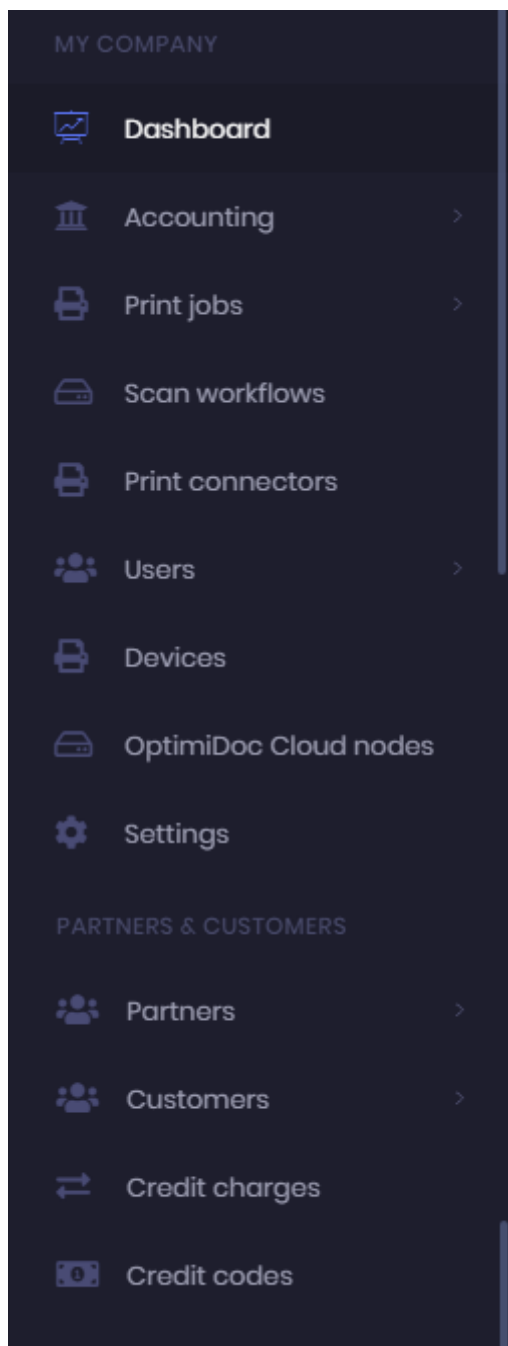 MY COMPANY
Dashboard
Accounting
Print jobs
Scan workflows
Print connectors
Users
Devices
OptimiDoc Cloud nodes
Settings
PARTNERS & CUSTOMERS
Partners
Customers
Credit charges
Credit codes